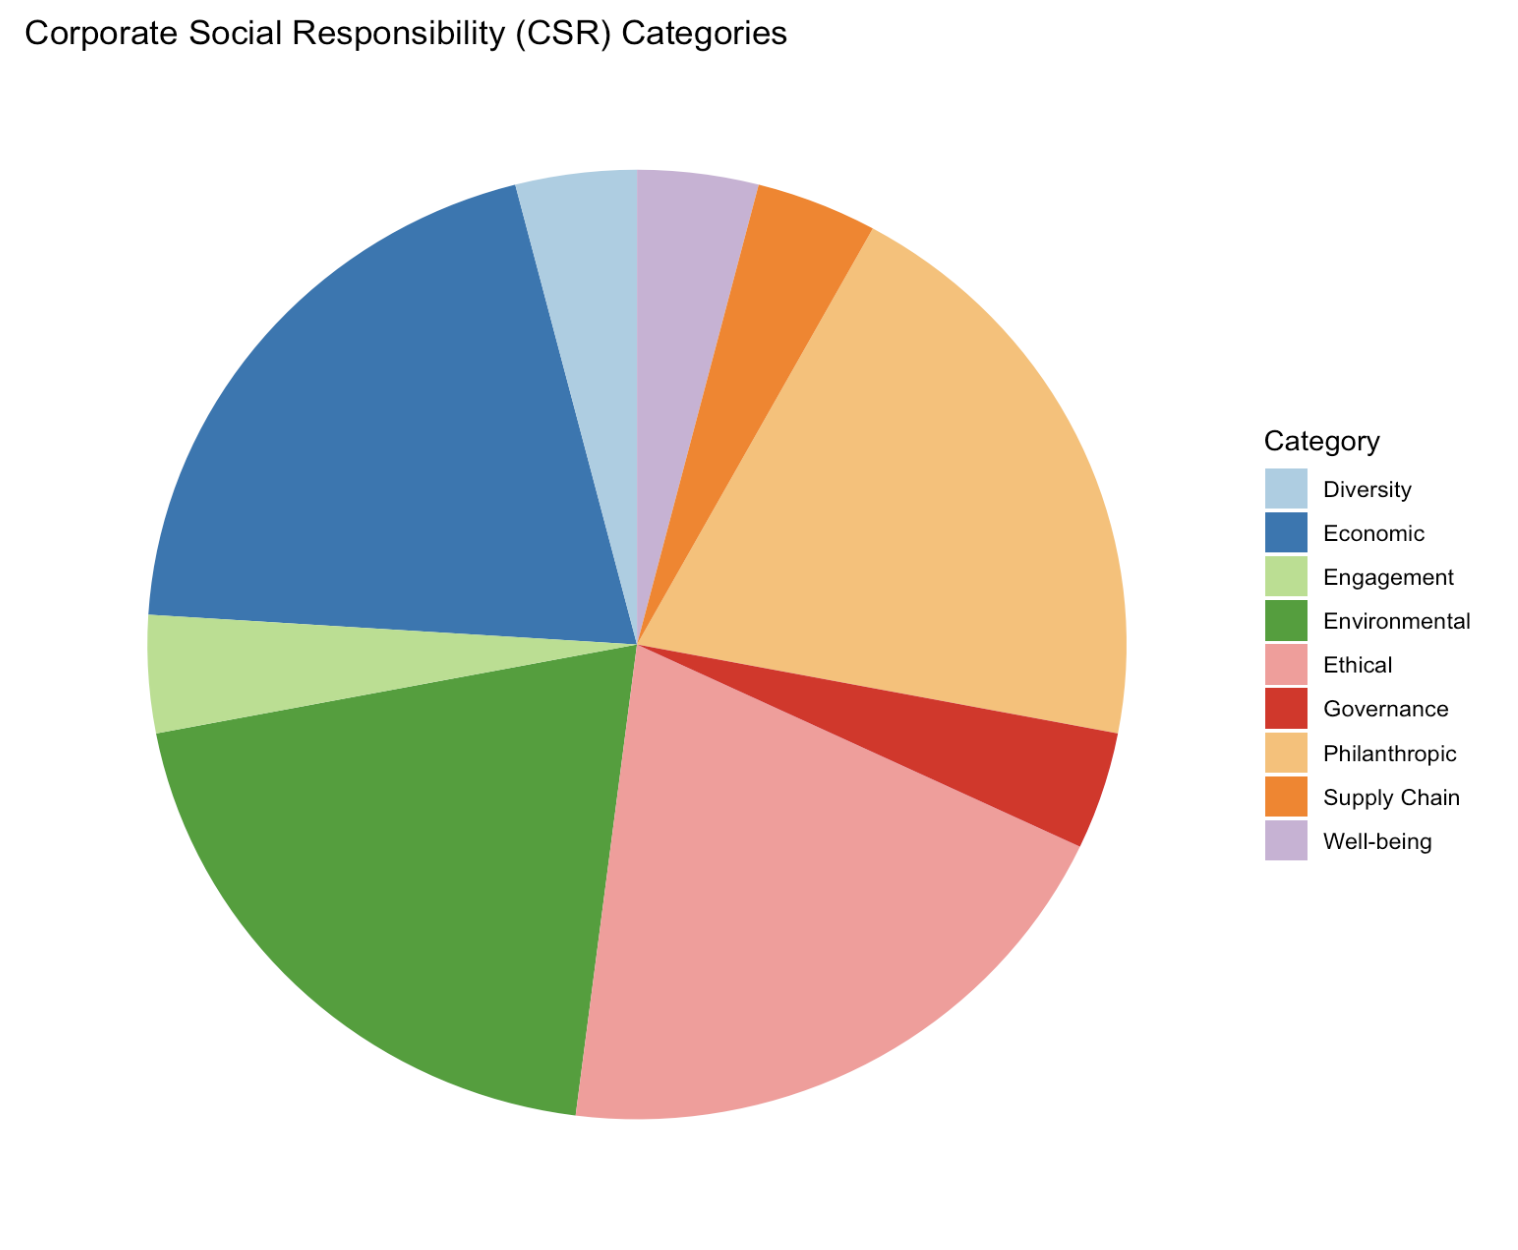 Corporate Social Responsibility (CSR) Categories
Category
Diversity
Economic
Engagement
Environmental
Ethical
Governance
Philanthropic
Supply Chain
Well-being